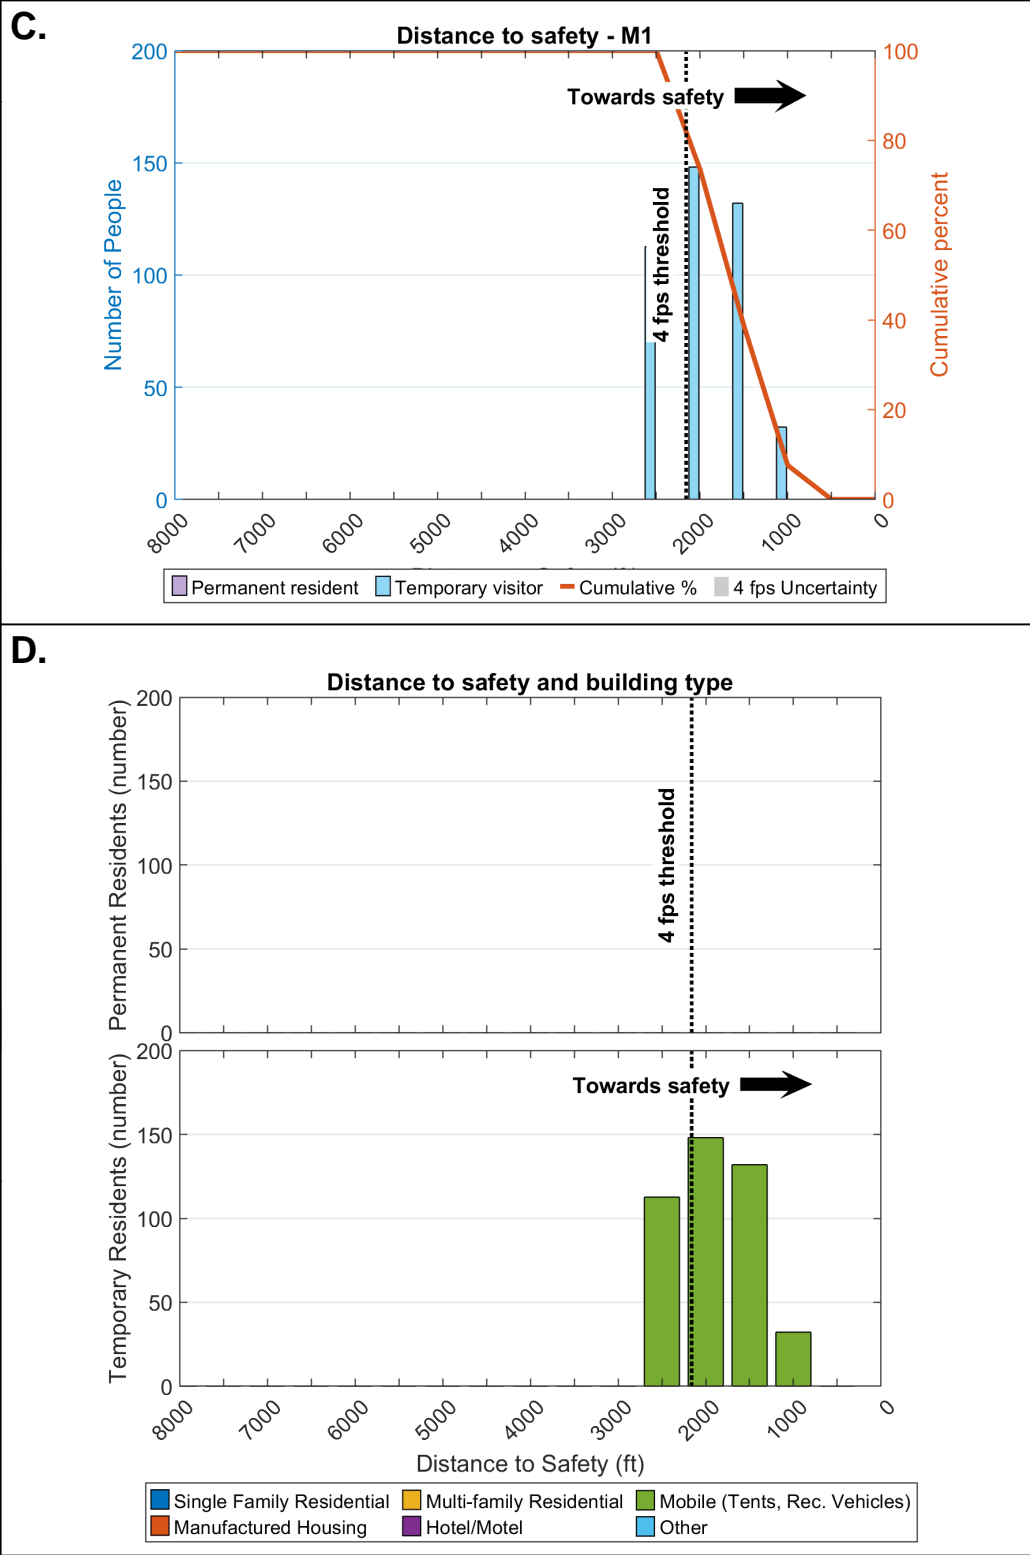 C.
Distance to safety - M1
200
150
100
50
0
Number of People
100
80
60
40
20
0
Cumulative percent
Towards safety
4 fps threshold
8000
7000
6000
5000
4000
3000
2000
1000
0
Permanent resident
Temporary visitor
Cumulative %
4 fps Uncertainty
D.
Distance to safety and building type
200
150
100
50
0
Permanent Residents (number)
4 fps threshold
200
150
100
50
0
Temporary Residents (number)
Towards safety
8000
7000
6000
5000
4000
3000
2000
1000
0
Distance to Safety (ft)
Single Family Residential
Multi-family Residential
Mobile (Tents, Rec. Vehicles)
Manufactured Housing
Hotel/Motel
Other